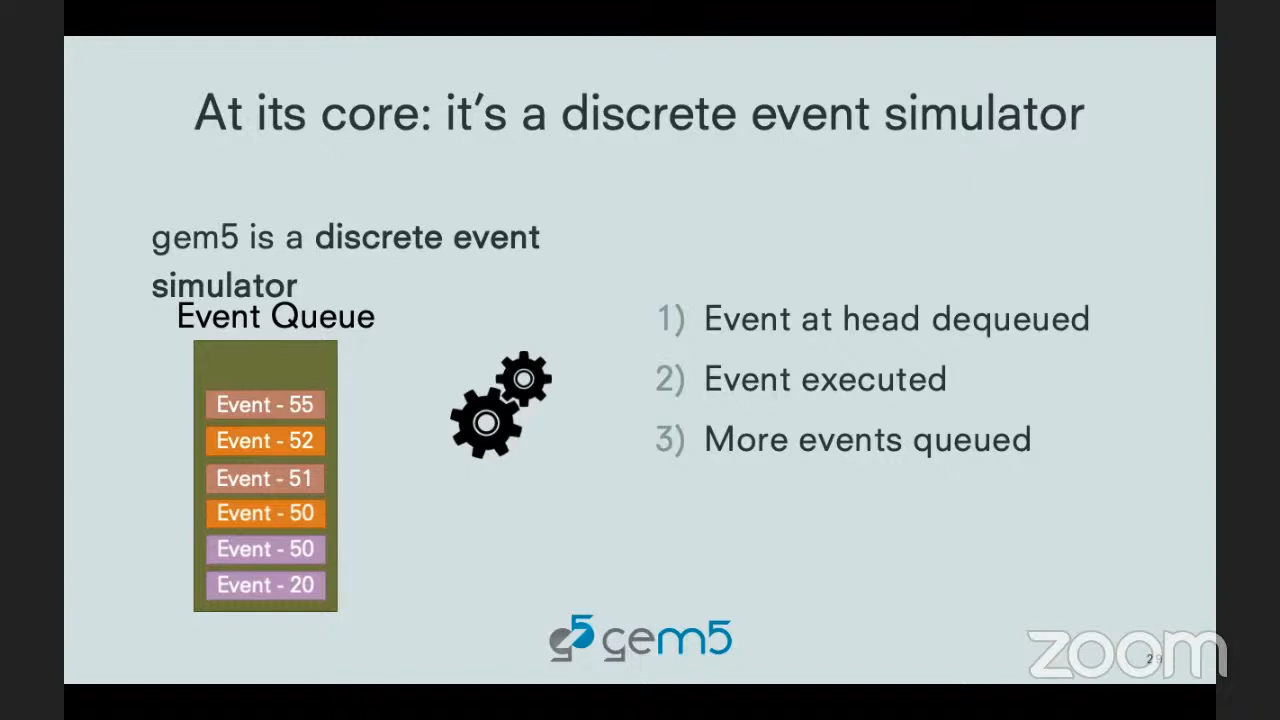 At its core: it's a discrete event simulator
gem5 is a discrete event
simulator
Event Queue
Event - 55
Event - 52
Event - 51
Event - 50
Event - 50
Event - 20
1) Event at head dequeued
2) Event executed
3) More events queued
g5 gem5
zoom